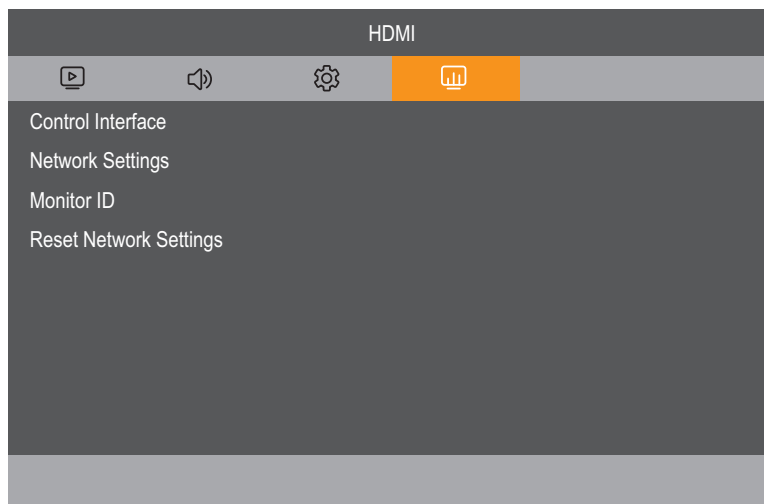 HDMI
Control Interface
Network Settings
Monitor ID
Reset Network Settings